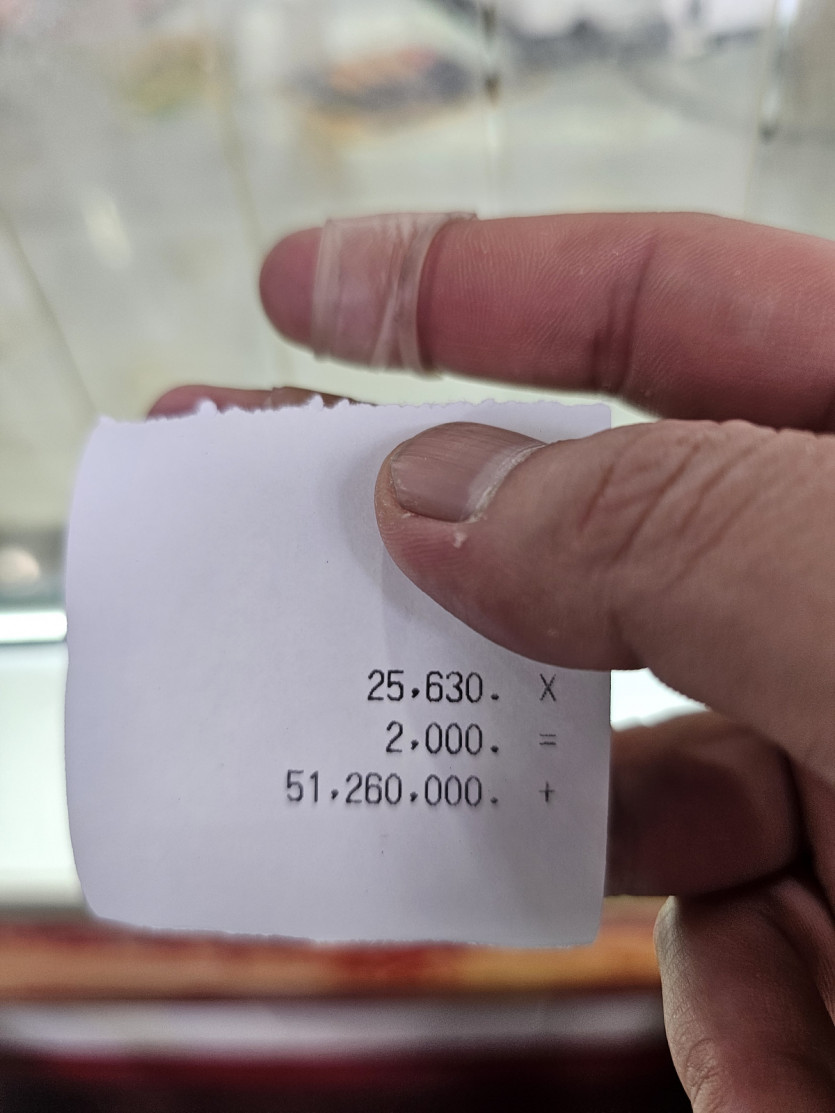 25,630. X
2,000. =
51,260,000. +